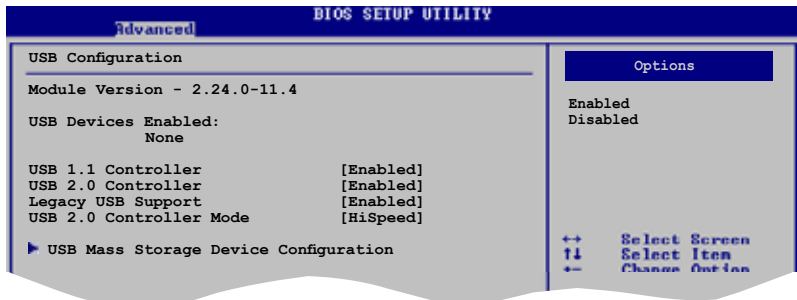 BIOS SETUP UTILITY
Advanced
USB Configuration
Module Version - 2.24.0-11.4
USB Devices Enabled:
None
USB 1.1 Controller [Enabled]
USB 2.0 Controller [Enabled]
Legacy USB Support [Enabled]
USB 2.0 Controller Mode [HiSpeed]
USB Mass Storage Device Configuration
Options
Enabled
Disabled
↔ Select Screen
↑↓ Select Item
+- Change Option